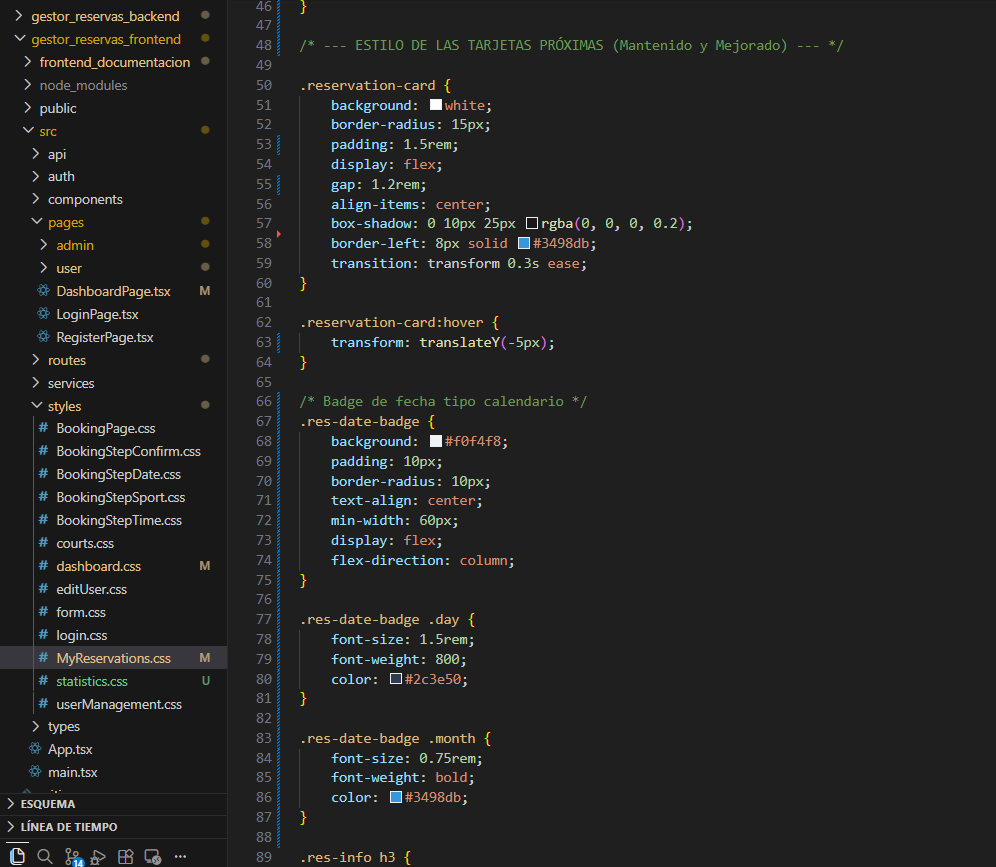 gestor_reservas_backend
gestor_reservas_frontend
frontend_documentacion
node_modules
public
src
api
auth
components
pages
admin
user
DashboardPage.tsx M
LoginPage.tsx
RegisterPage.tsx
routes
services
styles
# BookingPage.css
# BookingStepConfirm.css
# BookingStepDate.css
# BookingStepSport.css
# BookingStepTime.css
# courts.css
# dashboard.css M
# editUser.css
# form.css
# login.css
# MyReservations.css M
# statistics.css U
# userManagement.css
types
App.tsx
main.tsx
ESQUEMA
LÍNEA DE TIEMPO
14
46 }
47
48 /* --- ESTILO DE LAS TARJETAS PRÓXIMAS (Mantenido y Mejorado) --- */
49
50 .reservation-card {
51 background: white;
52 border-radius: 15px;
53 padding: 1.5rem;
54 display: flex;
55 gap: 1.2rem;
56 align-items: center;
57 box-shadow: 0 10px 25px rgba(0, 0, 0, 0.2);
58 border-left: 8px solid #3498db;
59 transition: transform 0.3s ease;
60 }
61
62 .reservation-card:hover {
63 transform: translateY(-5px);
64 }
65
66 /* Badge de fecha tipo calendario */
67 .res-date-badge {
68 background: #f0f4f8;
69 padding: 10px;
70 border-radius: 10px;
71 text-align: center;
72 min-width: 60px;
73 display: flex;
74 flex-direction: column;
75 }
76
77 .res-date-badge .day {
78 font-size: 1.5rem;
79 font-weight: 800;
80 color: #2c3e50;
81 }
82
83 .res-date-badge .month {
84 font-size: 0.75rem;
85 font-weight: bold;
86 color: #3498db;
87 }
88
89 .res-info h3 {